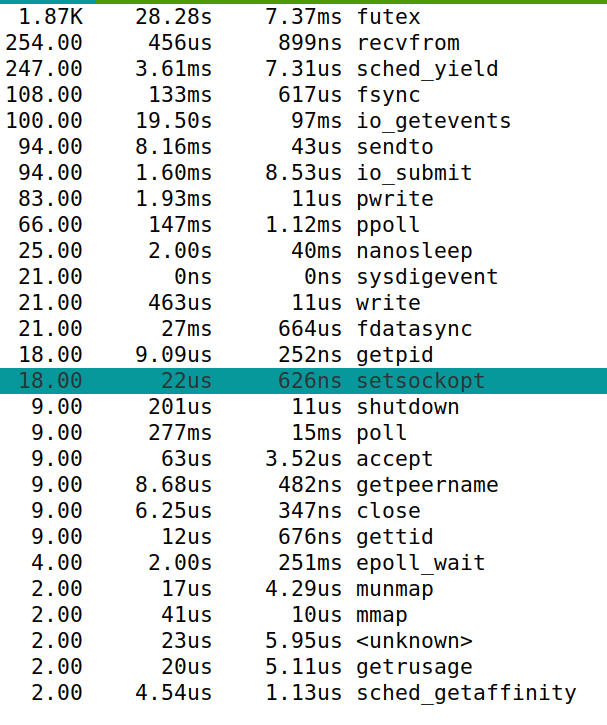 1.87K 28.28s 7.37ms futex
254.00 456us 899ns recvfrom
247.00 3.61ms 7.31us sched_yield
108.00 133ms 617us fsync
100.00 19.50s 97ms io_getevents
94.00 8.16ms 43us sendto
94.00 1.60ms 8.53us io_submit
83.00 1.93ms 11us pwrite
66.00 147ms 1.12ms ppoll
25.00 2.00s 40ms nanosleep
21.00 0ns 0ns sysdigevent
21.00 463us 11us write
21.00 27ms 664us fdatasync
18.00 9.09us 252ns getpid
18.00 22us 626ns setsockopt
9.00 201us 11us shutdown
9.00 277ms 15ms poll
9.00 63us 3.52us accept
9.00 8.68us 482ns getpeername
9.00 6.25us 347ns close
9.00 12us 676ns gettid
4.00 2.00s 251ms epoll_wait
2.00 17us 4.29us munmap
2.00 41us 10us mmap
2.00 23us 5.95us <unknown>
2.00 20us 5.11us getrusage
2.00 4.54us 1.13us sched_getaffinity